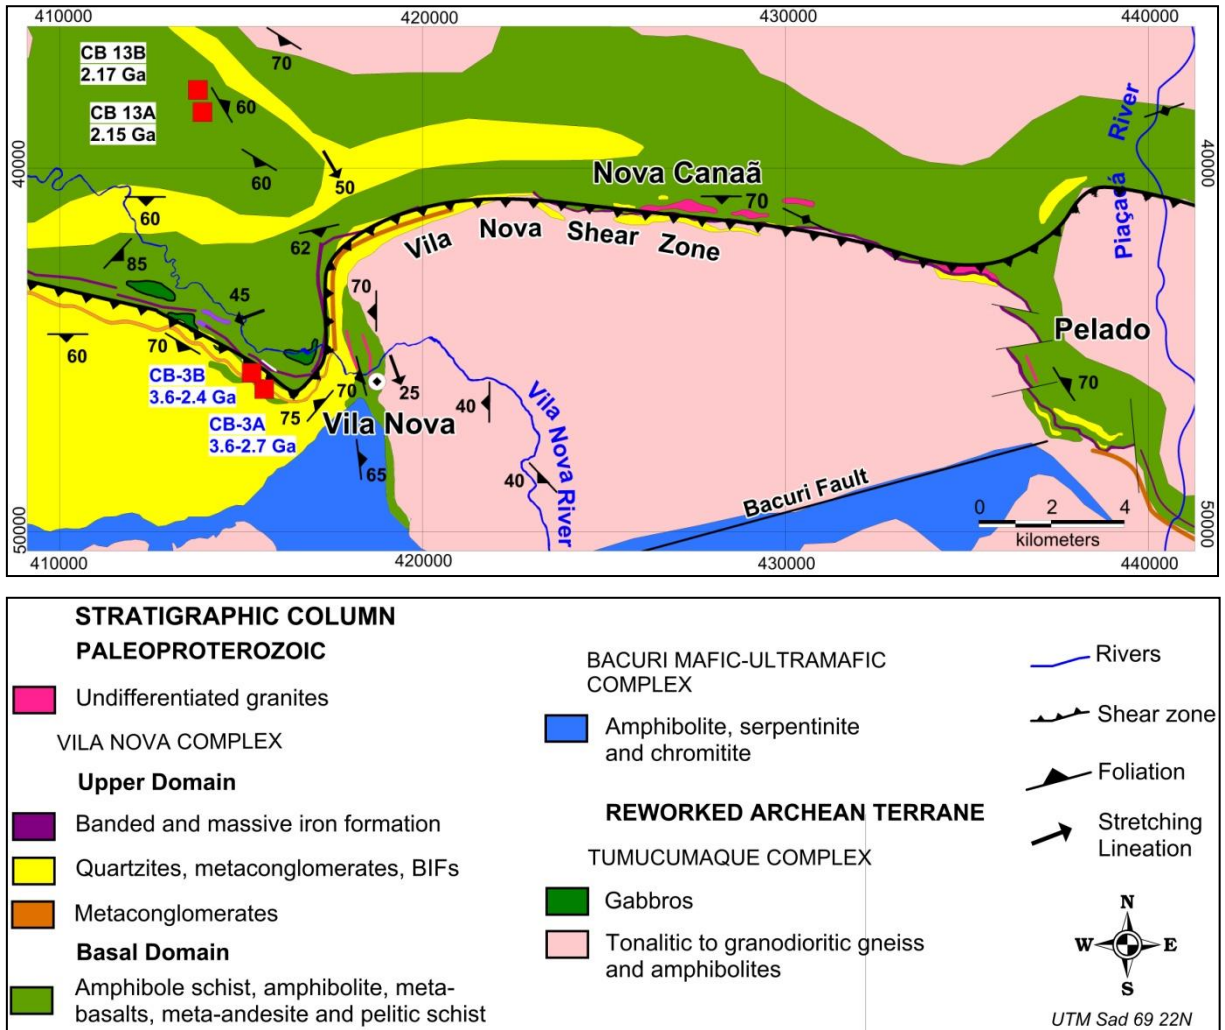 410000
420000
430000
440000
CB 13B
2.17 Ga
70
CB 13A
2.15 Ga
60
60
50
40000
40000
Nova Canaã
70
60
62
85
Vila Nova Shear Zone
Piaçacá River
45
70
60
70
CB-3B
3.6-2.4 Ga
CB-3A
3.6-2.7 Ga
75
70
Vila Nova
25
40
65
40
Vila Nova River
Pelado
70
Bacuri Fault
0 2 4
kilometers
50000
50000
410000
420000
430000
440000
STRATIGRAPHIC COLUMN
PALEOPROTEROZOIC
Undifferentiated granites
VILA NOVA COMPLEX
Upper Domain
Banded and massive iron formation
Quartzites, metaconglomerates, BIFs
Metaconglomerates
Basal Domain
Amphibole schist, amphibolite, meta-
basalts, meta-andesite and pelitic schist
BACURI MAFIC-ULTRAMAFIC
COMPLEX
Amphibolite, serpentinite
and chromitite
REWORKED ARCHEAN TERRANE
TUMUCUMAQUE COMPLEX
Gabbros
Tonalitic to granodioritic gneiss
and amphibolites
Rivers
Shear zone
Foliation
Stretching
Lineation
N
W E
S
UTM Sad 69 22N